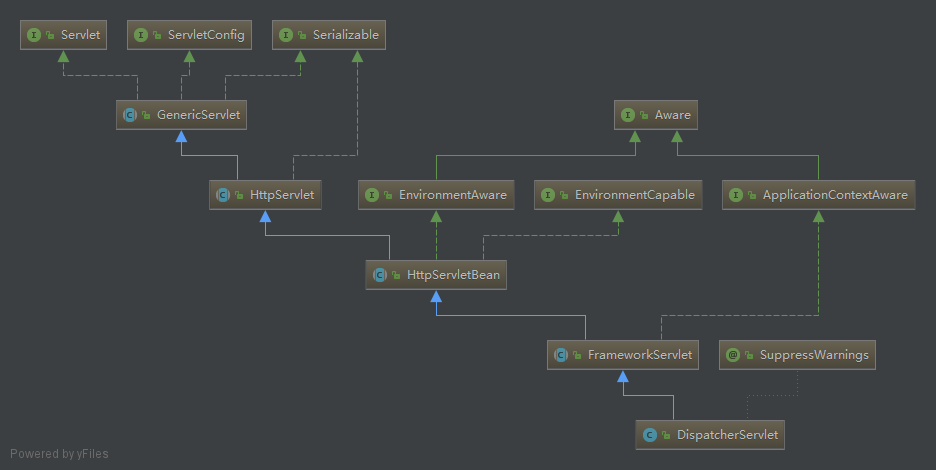 Servlet
ServletConfig
Serializable
GenericServlet
Aware
HttpServlet
EnvironmentAware
EnvironmentCapable
ApplicationContextAware
HttpServletBean
FrameworkServlet
SuppressWarnings
DispatcherServlet
Powered by yFiles